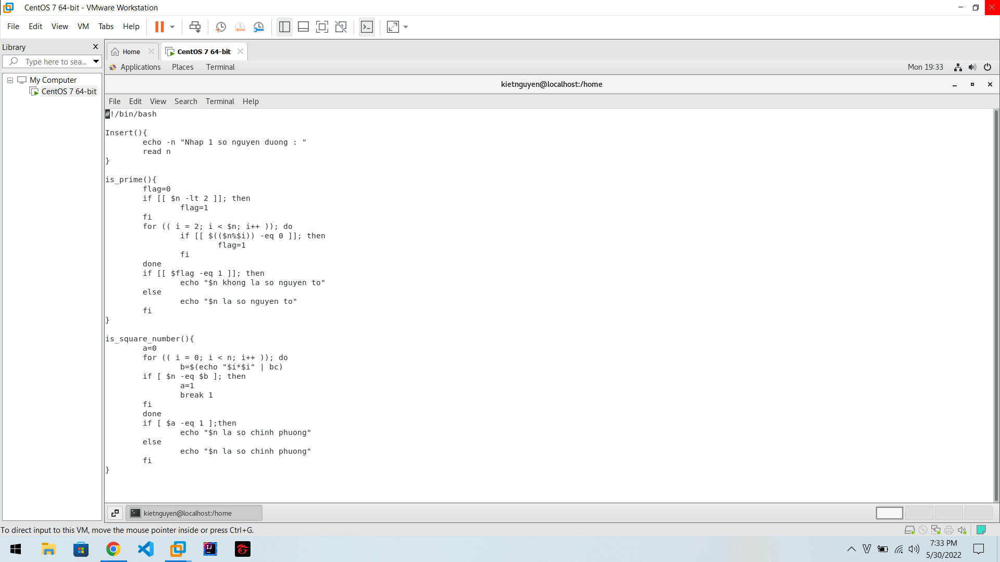 CentOS 7 64-bit - VMware Workstation
File Edit View VM Tabs Help
Library
Home
CentOS 7 64-bit
Type here to sea...
Applications Places Terminal
Mon 19:33
My Computer
CentOS 7 64-bit
kietnguyen@localhost:/home
File Edit View Search Terminal Help
#!/bin/bash
Insert(){
echo -n "Nhap 1 so nguyen duong : "
read n
}
is_prime(){
flag=0
if [[ $n -lt 2 ]]; then
flag=1
fi
for (( i = 2; i < $n; i++ )); do
if [[ $(($n%$i)) -eq 0 ]]; then
flag=1
fi
done
if [[ $flag -eq 1 ]]; then
echo "$n khong la so nguyen to"
else
echo "$n la so nguyen to"
fi
}
is_square_number(){
a=0
for (( i = 0; i < n; i++ )); do
b=$(echo "$i*$i" | bc)
if [ $n -eq $b ]; then
a=1
break 1
fi
done
if [ $a -eq 1 ];then
echo "$n la so chinh phuong"
else
echo "$n la so chinh phuong"
fi
}
kietnguyen@localhost:/home
To direct input to this VM, move the mouse pointer inside or press Ctrl+G.
IJ
V
7:33 PM
5/30/2022